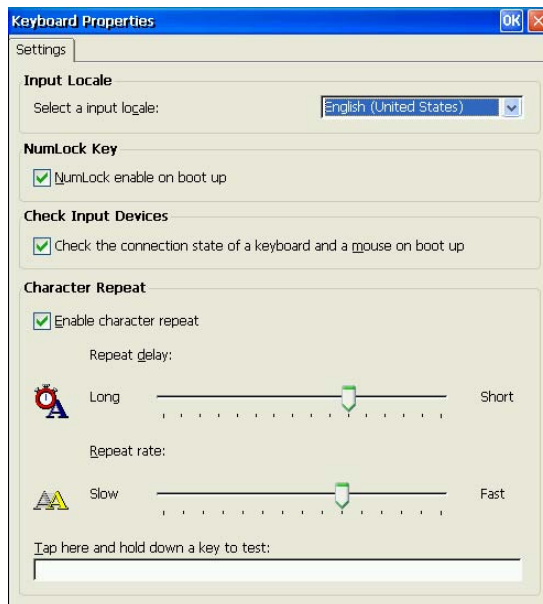 Keyboard Properties OK
Settings
Input Locale
Select a input locale: English (United States)
NumLock Key
NumLock enable on boot up
Check Input Devices
Check the connection state of a keyboard and a mouse on boot up
Character Repeat
Enable character repeat
Repeat delay:
Long Short
Repeat rate:
Slow Fast
Tap here and hold down a key to test: